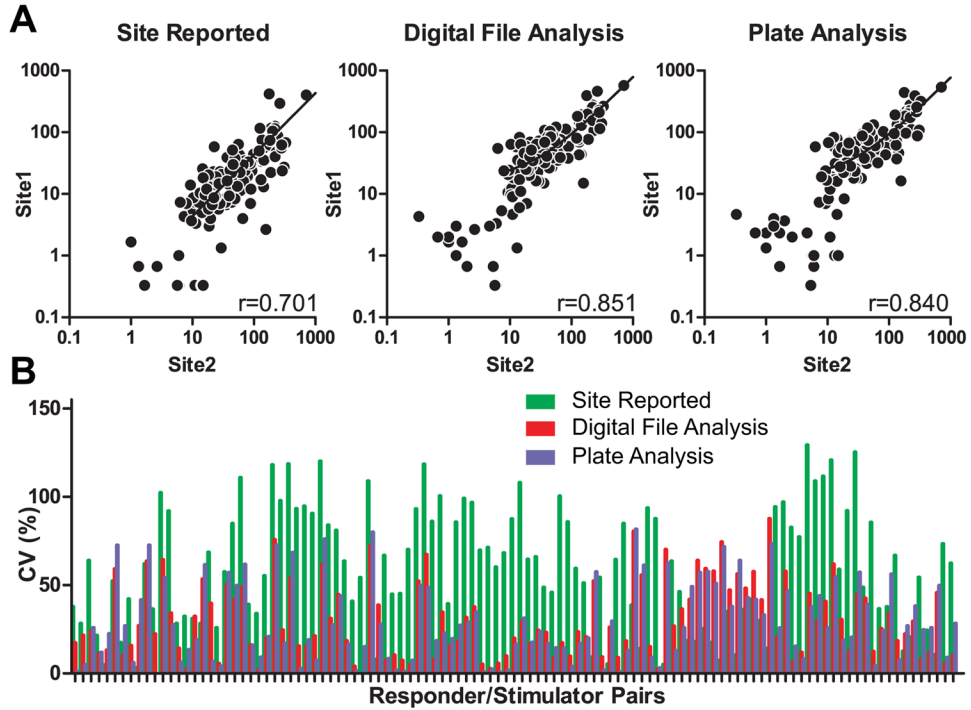 A
Site Reported
Digital File Analysis
Plate Analysis
1000
100
10
1
0.1
Site1
0.1 1 10 100 1000
Site2
r=0.701
1000
100
10
1
0.1
Site1
0.1 1 10 100 1000
Site2
r=0.851
1000
100
10
1
0.1
Site1
0.1 1 10 100 1000
Site2
r=0.840
B
150
100
50
0
CV (%)
Site Reported
Digital File Analysis
Plate Analysis
Responder/Stimulator Pairs